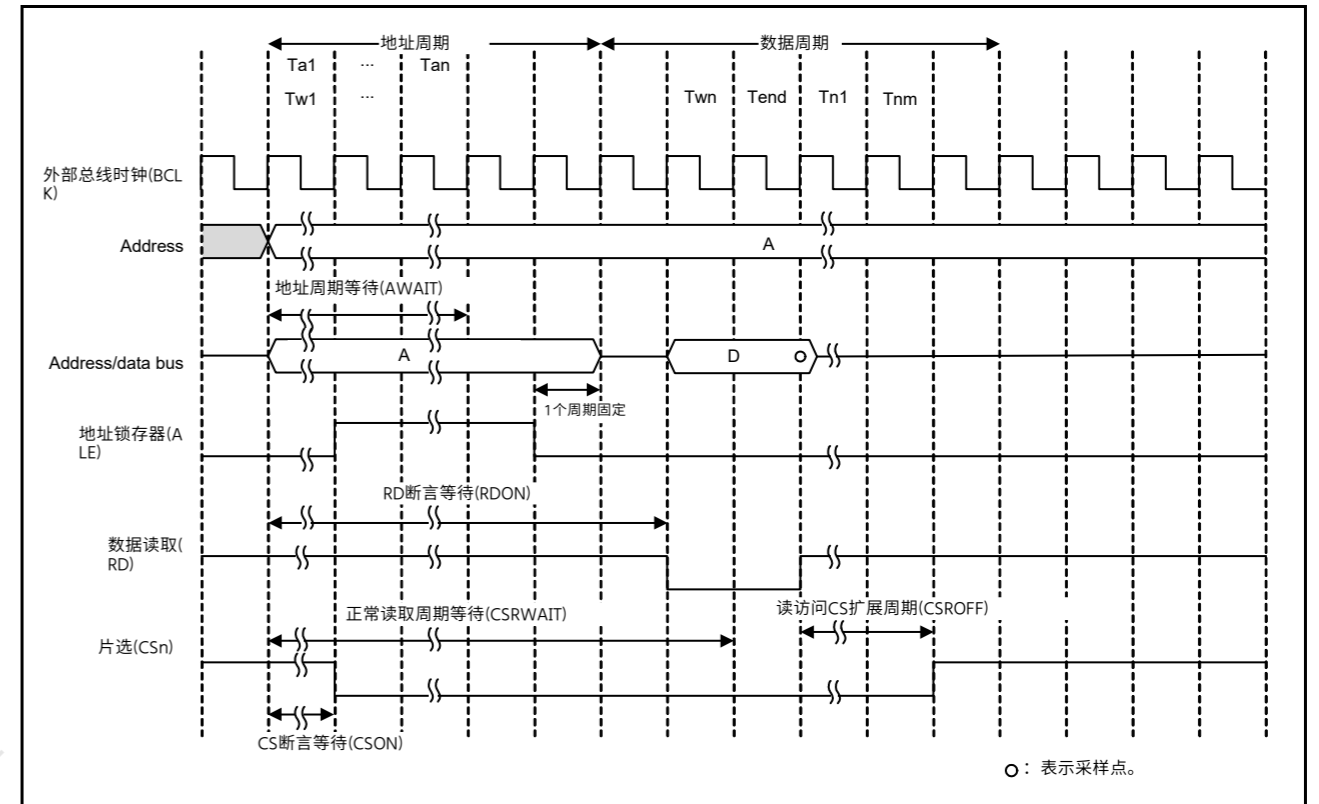 地址周期
数据周期
Ta1 ... Tan
Tw1 ... Twn Tend Tn1 Tnm
外部总线时钟(BCL
K)
Address
A
地址周期等待(AWAIT)
Address/data bus
A
D
1个周期固定
地址锁存器(A
LE)
RD断言等待(RDON)
数据读取(
RD)
正常读取周期等待(CSRWAIT)
读访问CS扩展周期(CSROFF)
片选(CSn)
CS断言等待(CSON)
：表示采样点。